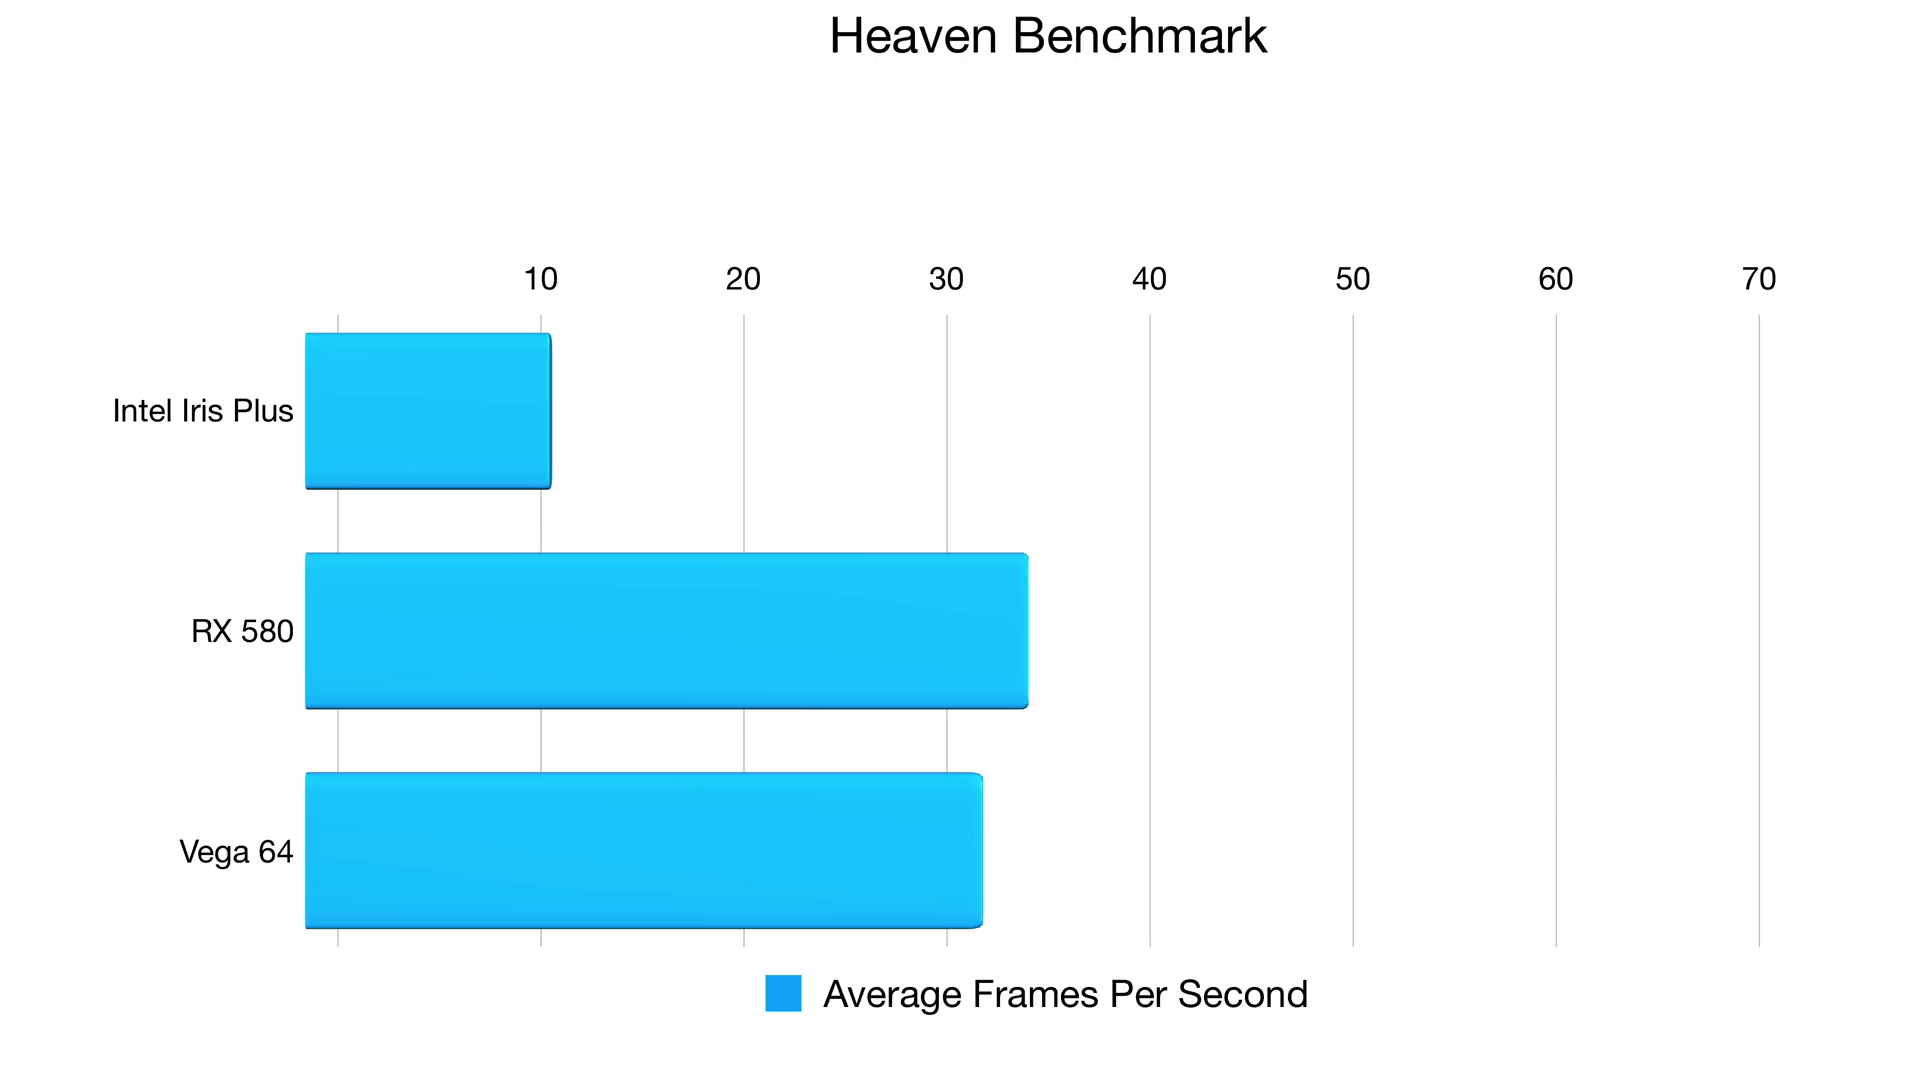 Heaven Benchmark
10 20 30 40 50 60 70
Intel Iris Plus
RX 580
Vega 64
Average Frames Per Second